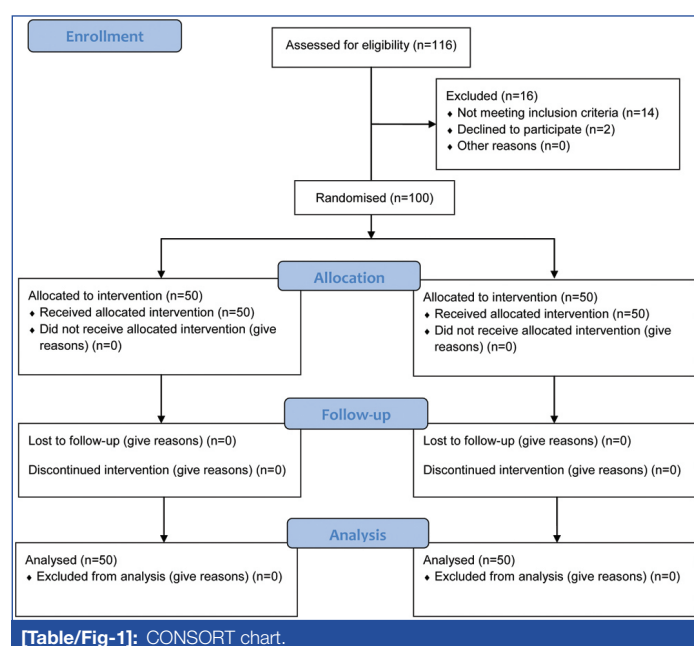 Enrollment
Assessed for eligibility (n=116)
Excluded (n=16)
♦ Not meeting inclusion criteria (n=14)
♦ Declined to participate (n=2)
♦ Other reasons (n=0)
Randomised (n=100)
Allocation
Allocated to intervention (n=50)
♦ Received allocated intervention (n=50)
♦ Did not receive allocated intervention (give
reasons) (n=0)
Allocated to intervention (n=50)
♦ Received allocated intervention (n=50)
♦ Did not receive allocated intervention (give
reasons) (n=0)
Follow-up
Lost to follow-up (give reasons) (n=0)
Discontinued intervention (give reasons) (n=0)
Lost to follow-up (give reasons) (n=0)
Discontinued intervention (give reasons) (n=0)
Analysis
Analysed (n=50)
♦ Excluded from analysis (give reasons) (n=0)
Analysed (n=50)
♦ Excluded from analysis (give reasons) (n=0)
[Table/Fig-1]: CONSORT chart.